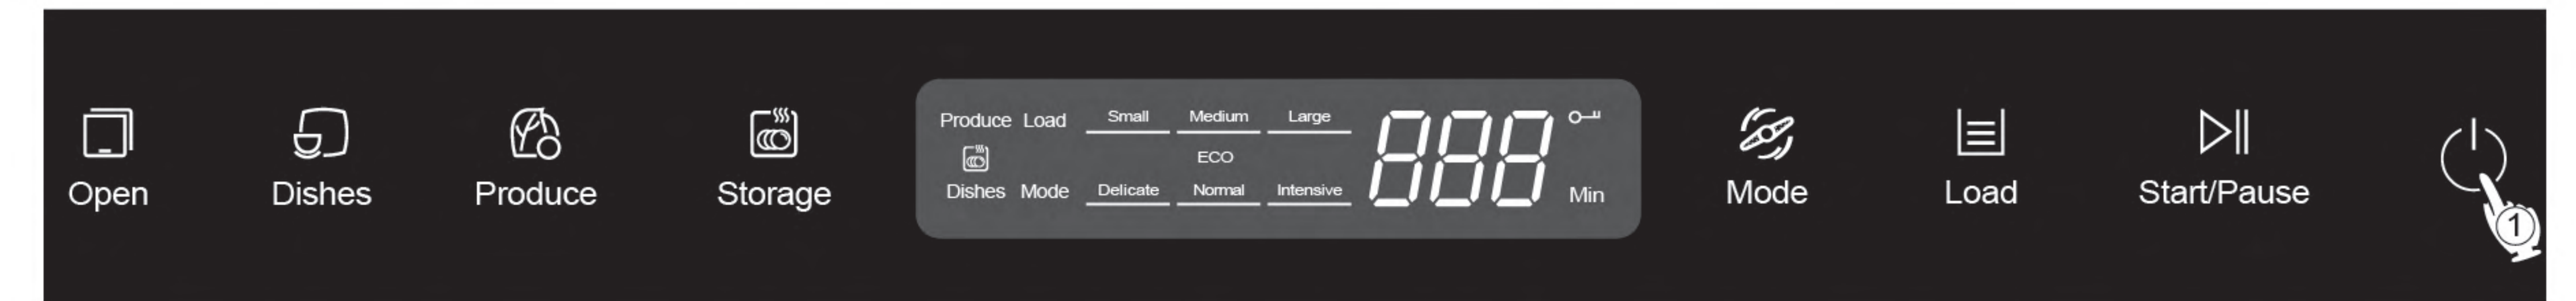 Open
Dishes
Produce
Storage
Produce Load Small Medium Large
ECO
Dishes Mode Delicate Normal Intensive
888
Min
Mode
Load
Start/Pause
1